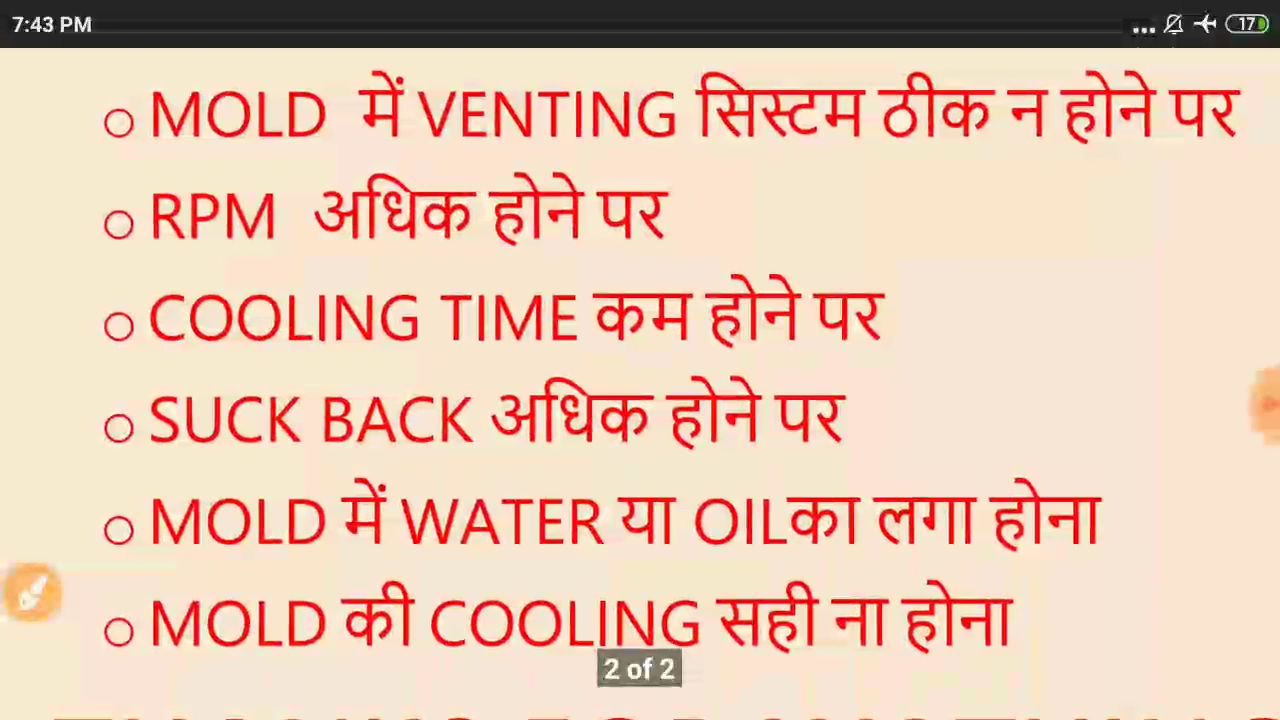 7:43 PM
... 17
MOLD में VENTING सिस्टम ठीक न होने पर
RPM अधिक होने पर
COOLING TIME कम होने पर
SUCK BACK अधिक होने पर
MOLD में WATER या OILका लगा होना
MOLD की COOLING सही ना होना
2 of 2